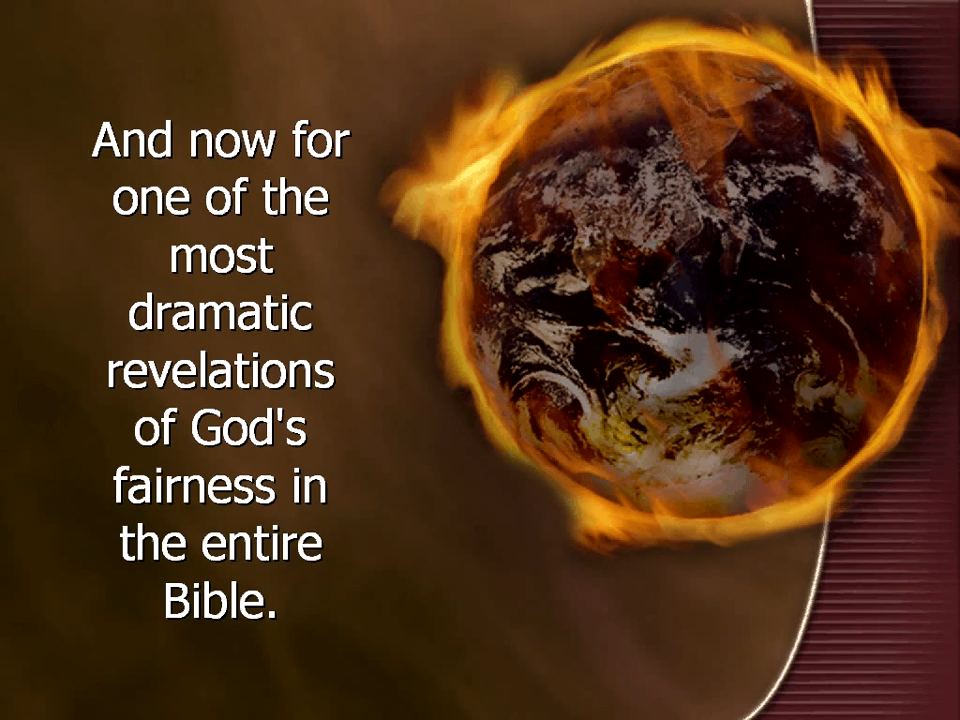 And now for
one of the
most
dramatic
revelations
of God's
fairness in
the entire
Bible.